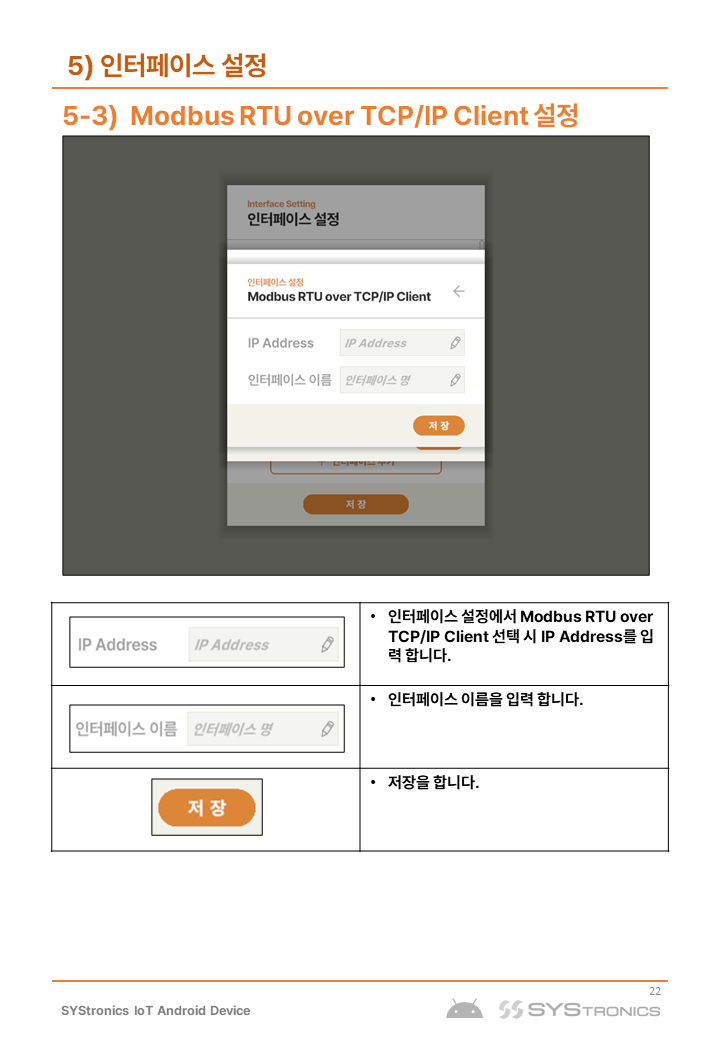 5) 인터페이스 설정
5-3) Modbus RTU over TCP/IP Client 설정
Interface Setting
인터페이스 설정
인터페이스 설정
Modbus RTU over TCP/IP Client
IP Address IP Address
인터페이스 이름 인터페이스 명
저 장
인터페이스 추가
저 장
IP Address IP Address
• 인터페이스 설정에서 Modbus RTU over
TCP/IP Client 선택 시 IP Address를 입
력 합니다.
인터페이스 이름 인터페이스 명
• 인터페이스 이름을 입력 합니다.
저 장
• 저장을 합니다.
22
SYStronics IoT Android Device
SYSTRONICS